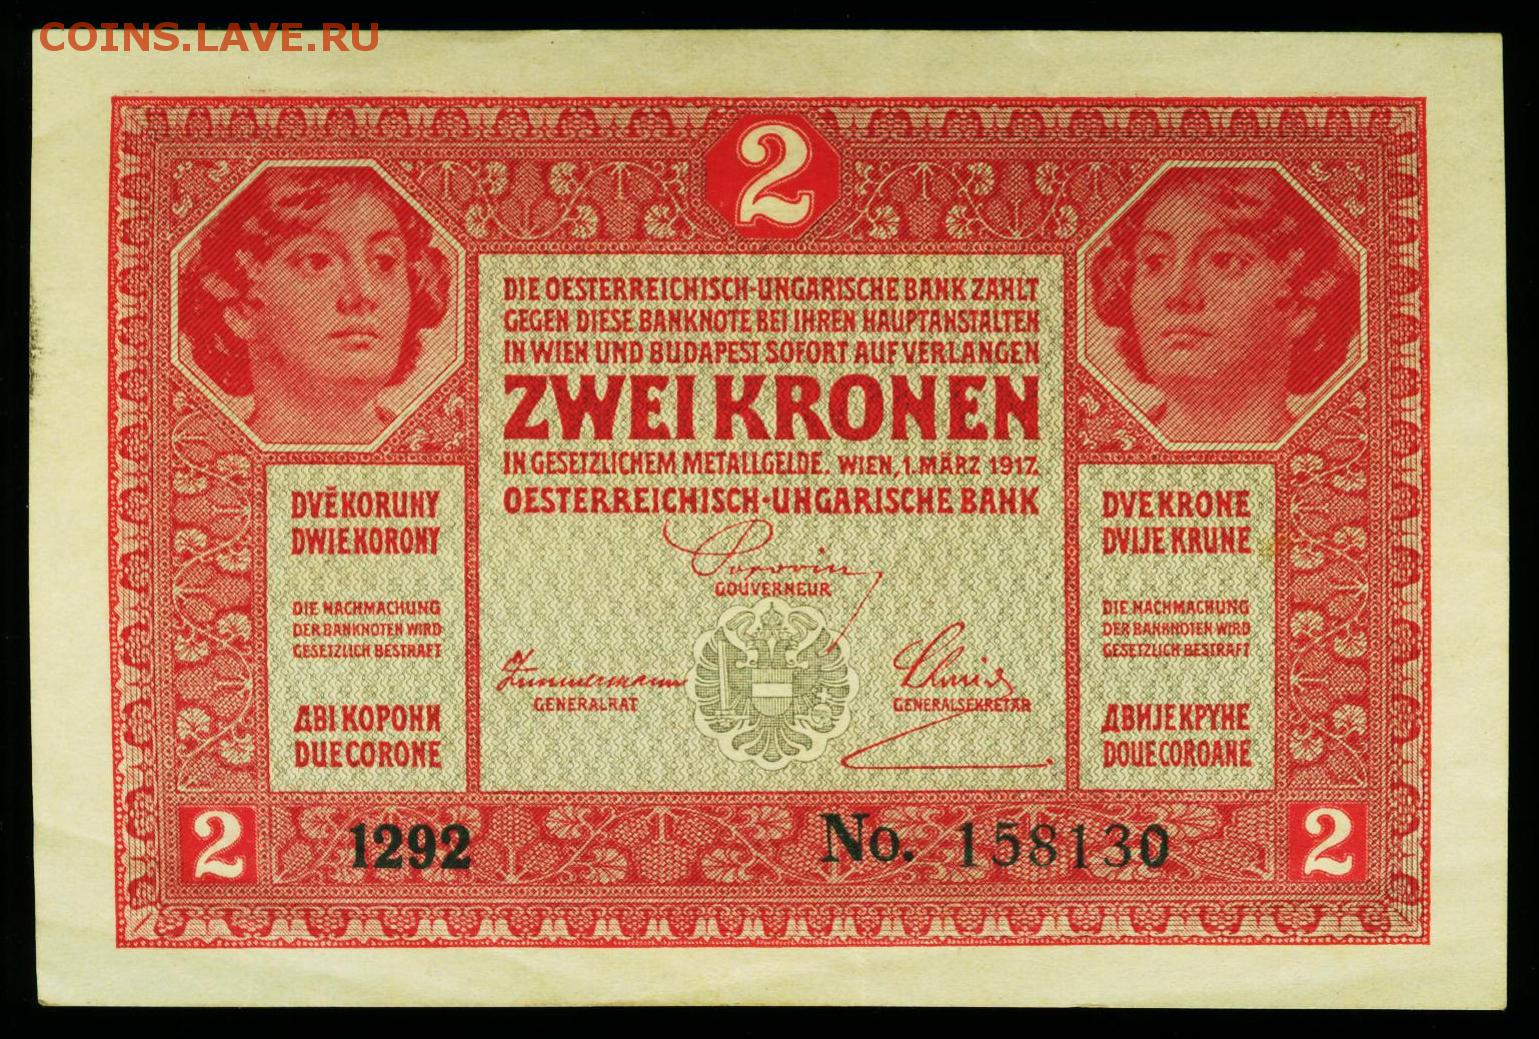 COINS.LAVE.RU
2
DIE OESTERREICHISCH-UNGARISCHE BANK ZAHLT
GEGEN DIESE BANKNOTE BEI IHREN HAUPTANSTALTEN
IN WIEN UND BUDAPEST SOFORT AUF VERLANGEN
ZWEI KRONEN
IN GESETZLICHEM METALLGELDE. WIEN, 1. MÄRZ 1917.
OESTERREICHISCH-UNGARISCHE BANK
DVĚ KORUNY
DWIE KORONY
DIE NACHMACHUNG
DER BANKNOTEN WIRD
GESETZLICH BESTRAFT
ДВІ КОРОНИ
DUE CORONE
Popovics
GOUVERNEUR
Zimmermann
GENERALRAT
Schmid
GENERALSEKRETÄR
DVE KRONE
DVIJE KRUNE
DIE NACHMACHUNG
DER BANKNOTEN WIRD
GESETZLICH BESTRAFT
ДВИЈЕ КРУНЕ
DOUE COROANE
2
1292
No. 158130
2